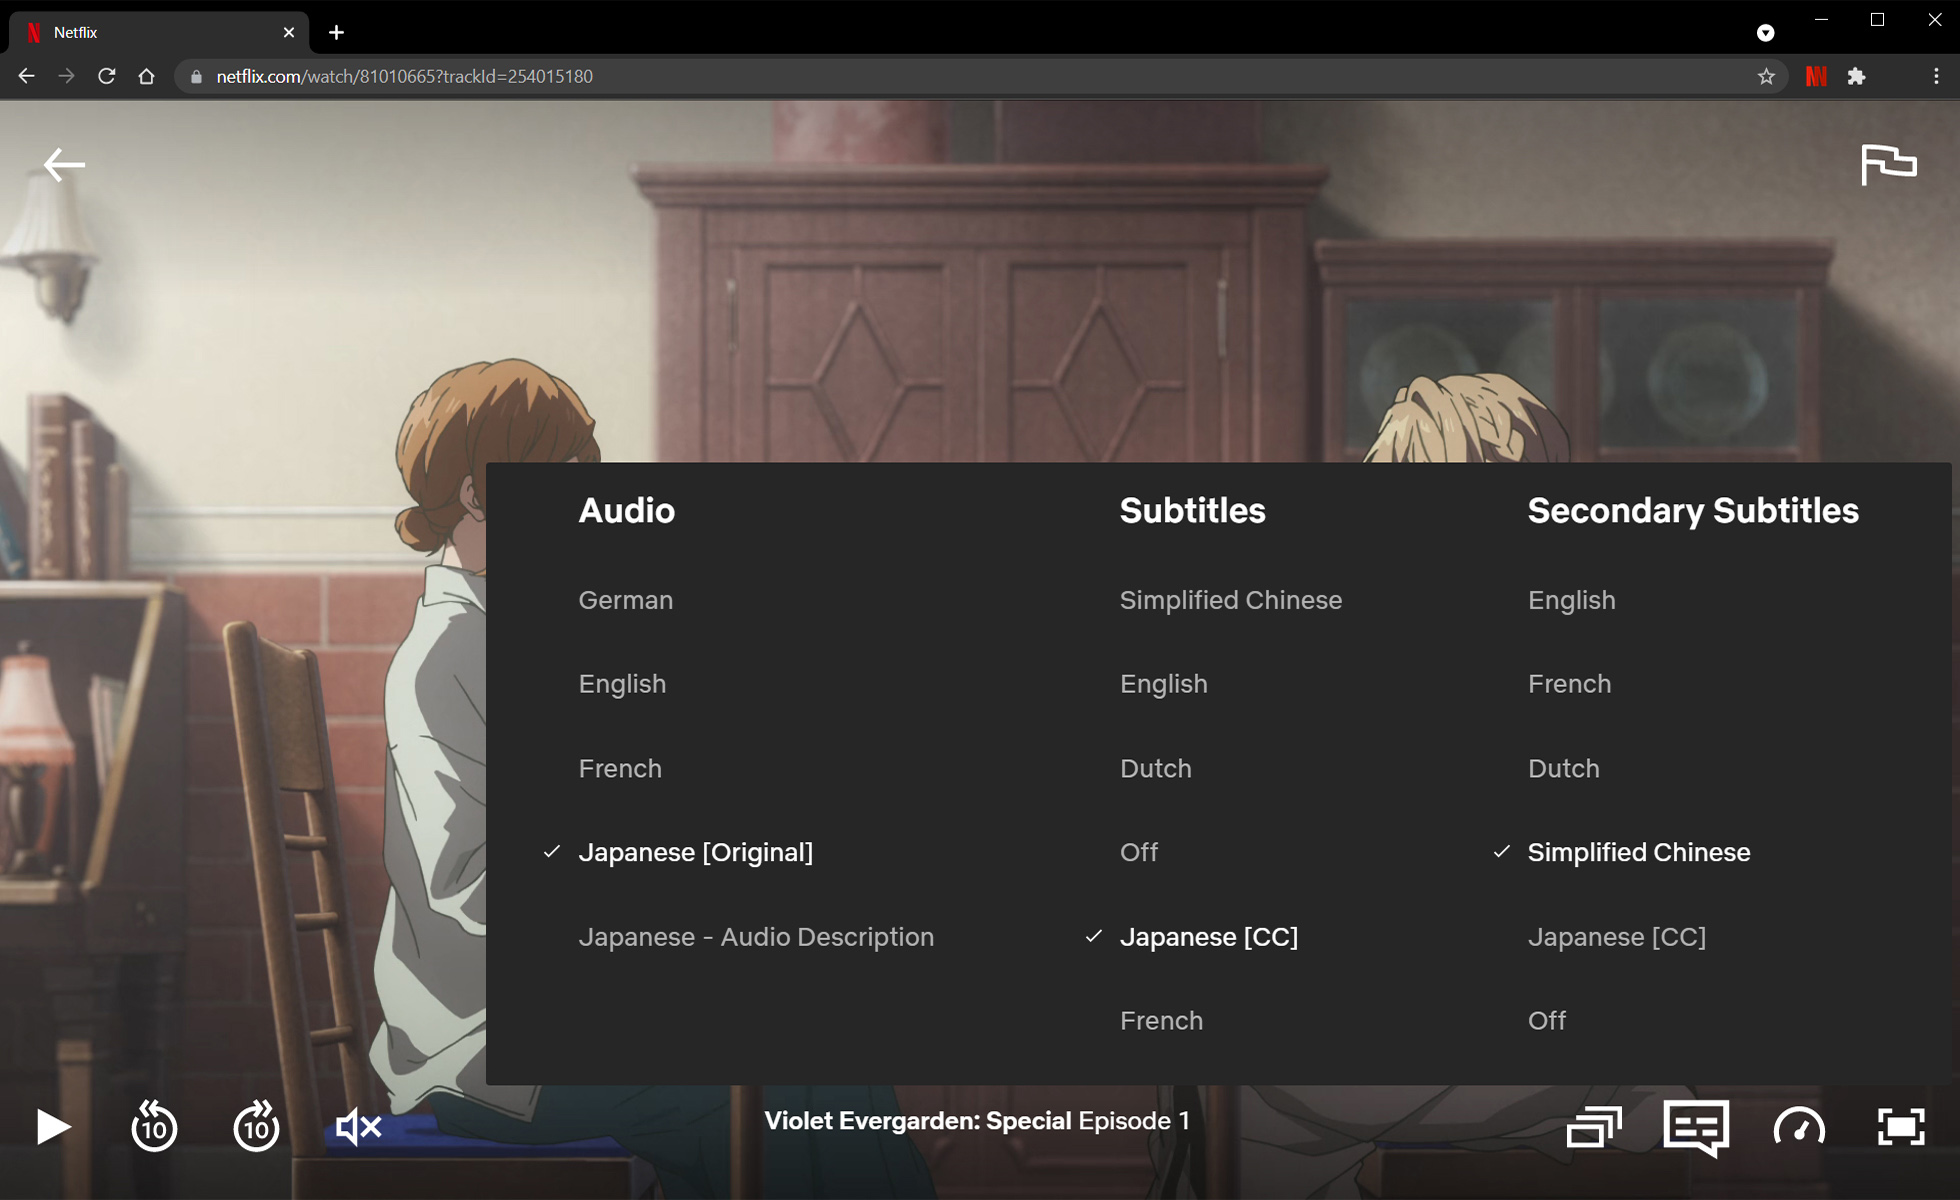 Netflix
netflix.com/watch/81010665?trackId=254015180
Audio
German
English
French
Japanese [Original]
Japanese - Audio Description
Subtitles
Simplified Chinese
English
Dutch
Off
Japanese [CC]
French
Secondary Subtitles
English
French
Dutch
Simplified Chinese
Japanese [CC]
Off
10
10
Violet Evergarden: Special Episode 1